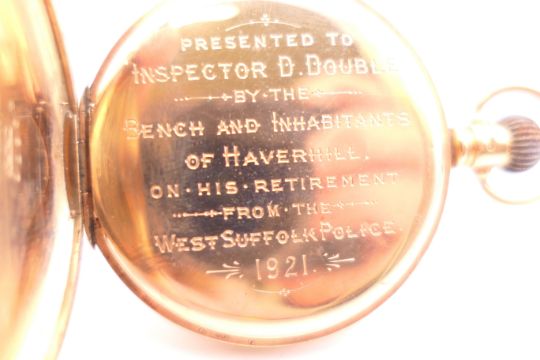 PRESENTED TO
INSPECTOR D. DOUBLE
BY · THE
BENCH AND INHABITANTS
OF HAVERHILL,
ON · HIS · RETIREMENT
FROM · THE
WEST SUFFOLK POLICE.
1921.